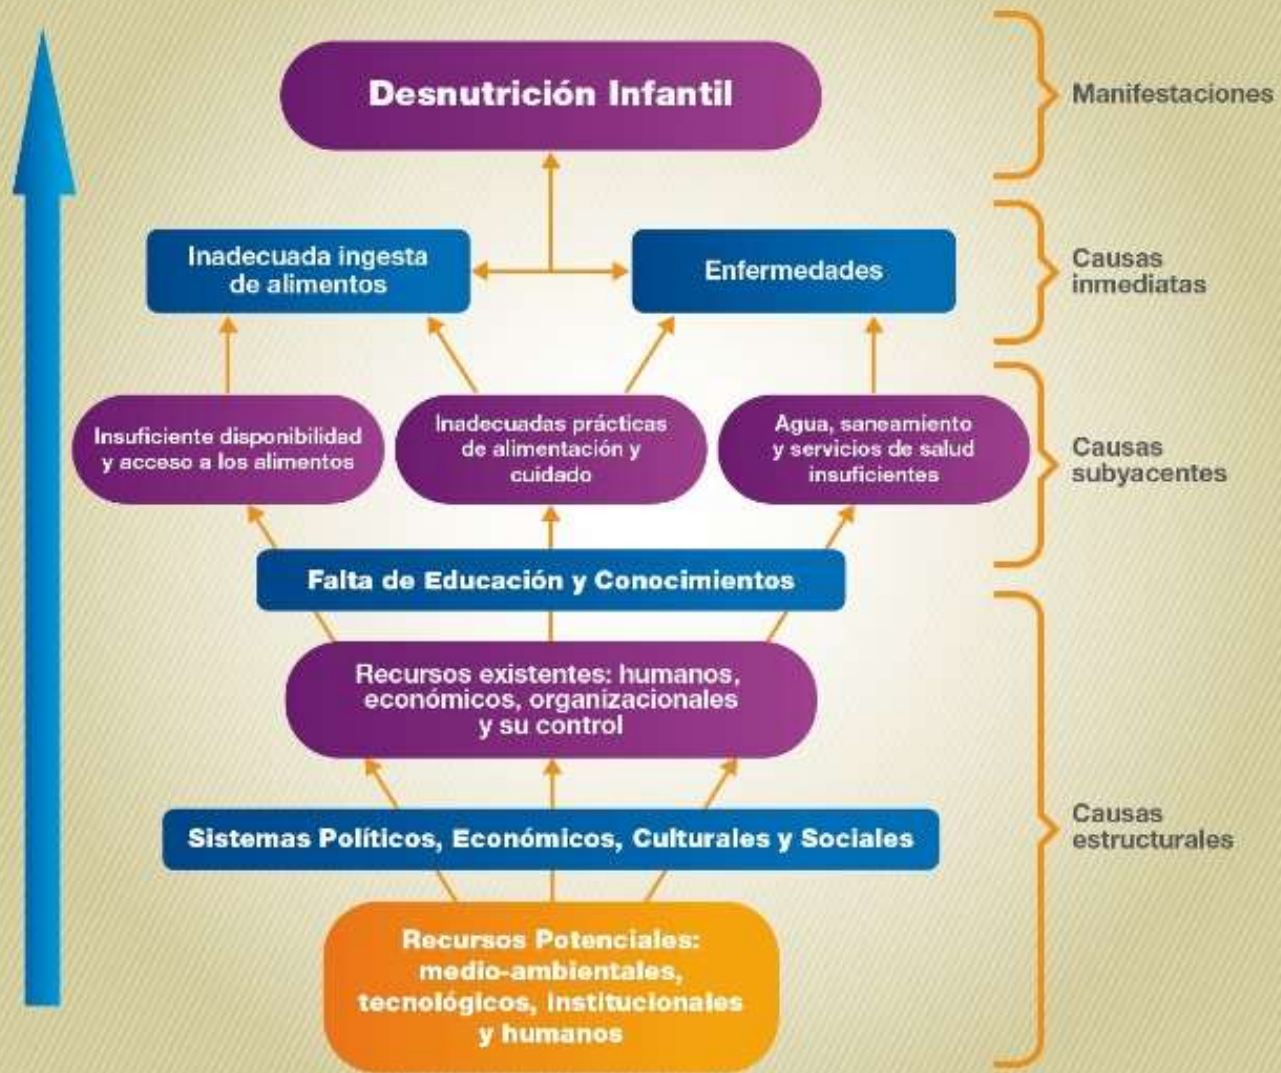 Desnutrición Infantil
Manifestaciones
Inadecuada ingesta
de alimentos
Enfermedades
Causas
inmediatas
Insuficiente disponibilidad
y acceso a los alimentos
Inadecuadas prácticas
de alimentación y
cuidado
Agua, saneamiento
y servicios de salud
insuficientes
Causas
subyacentes
Falta de Educación y Conocimientos
Recursos existentes: humanos,
económicos, organizacionales
y su control
Sistemas Políticos, Económicos, Culturales y Sociales
Causas
estructurales
Recursos Potenciales:
medio-ambientales,
tecnológicos, institucionales
y humanos